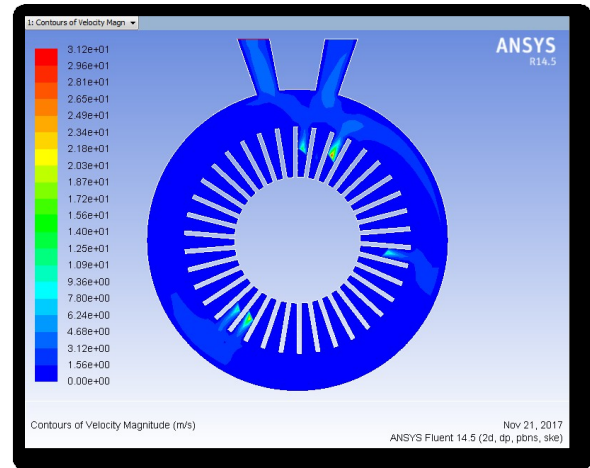 1: Contours of Velocity Magn
ANSYS
R14.5
3.12e+01
2.96e+01
2.81e+01
2.65e+01
2.49e+01
2.34e+01
2.18e+01
2.03e+01
1.87e+01
1.72e+01
1.56e+01
1.40e+01
1.25e+01
1.09e+01
9.36e+00
7.80e+00
6.24e+00
4.68e+00
3.12e+00
1.56e+00
0.00e+00
Contours of Velocity Magnitude (m/s)
Nov 21, 2017
ANSYS Fluent 14.5 (2d, dp, pbns, ske)